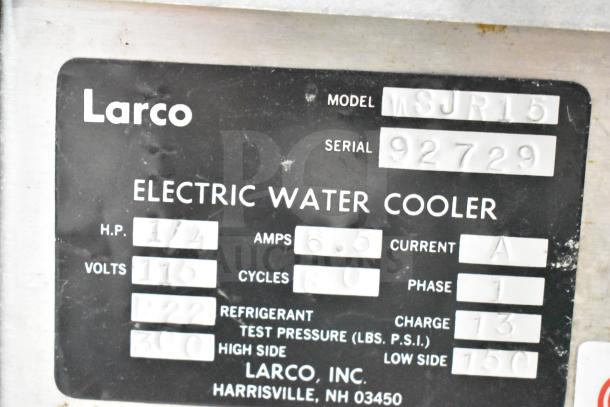 Larco
MODEL WSJR15
SERIAL 92729
ELECTRIC WATER COOLER
H.P. 1/4 AMPS 6.5 CURRENT A
VOLTS 115 CYCLES 60 PHASE 1
R22 REFRIGERANT CHARGE 13
TEST PRESSURE (LBS. P.S.I.)
300 HIGH SIDE LOW SIDE 150
LARCO, INC.
HARRISVILLE, NH 03450